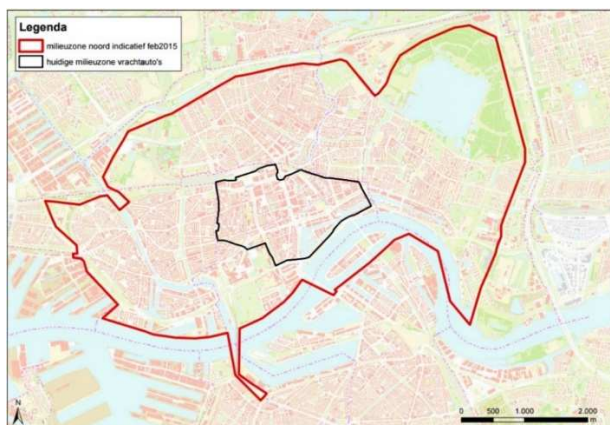 Legenda
milieuzone noord indicatief feb2015
huidige milieuzone vrachtauto's
N
0 500 1.000 2.000
m